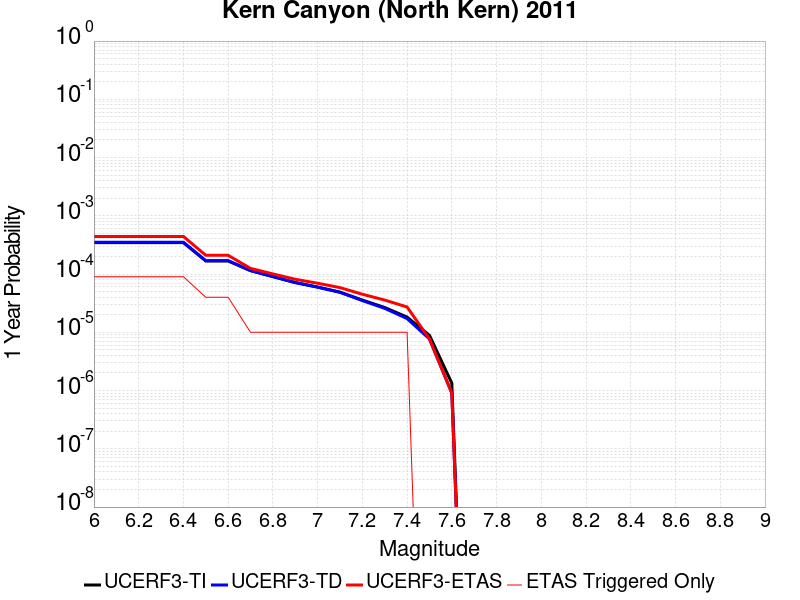 Kern Canyon (North Kern) 2011
10^0
10^-1
10^-2
10^-3
10^-4
10^-5
10^-6
10^-7
10^-8
1 Year Probability
6 6.2 6.4 6.6 6.8 7 7.2 7.4 7.6 7.8 8 8.2 8.4 8.6 8.8 9
Magnitude
UCERF3-TI UCERF3-TD UCERF3-ETAS ETAS Triggered Only